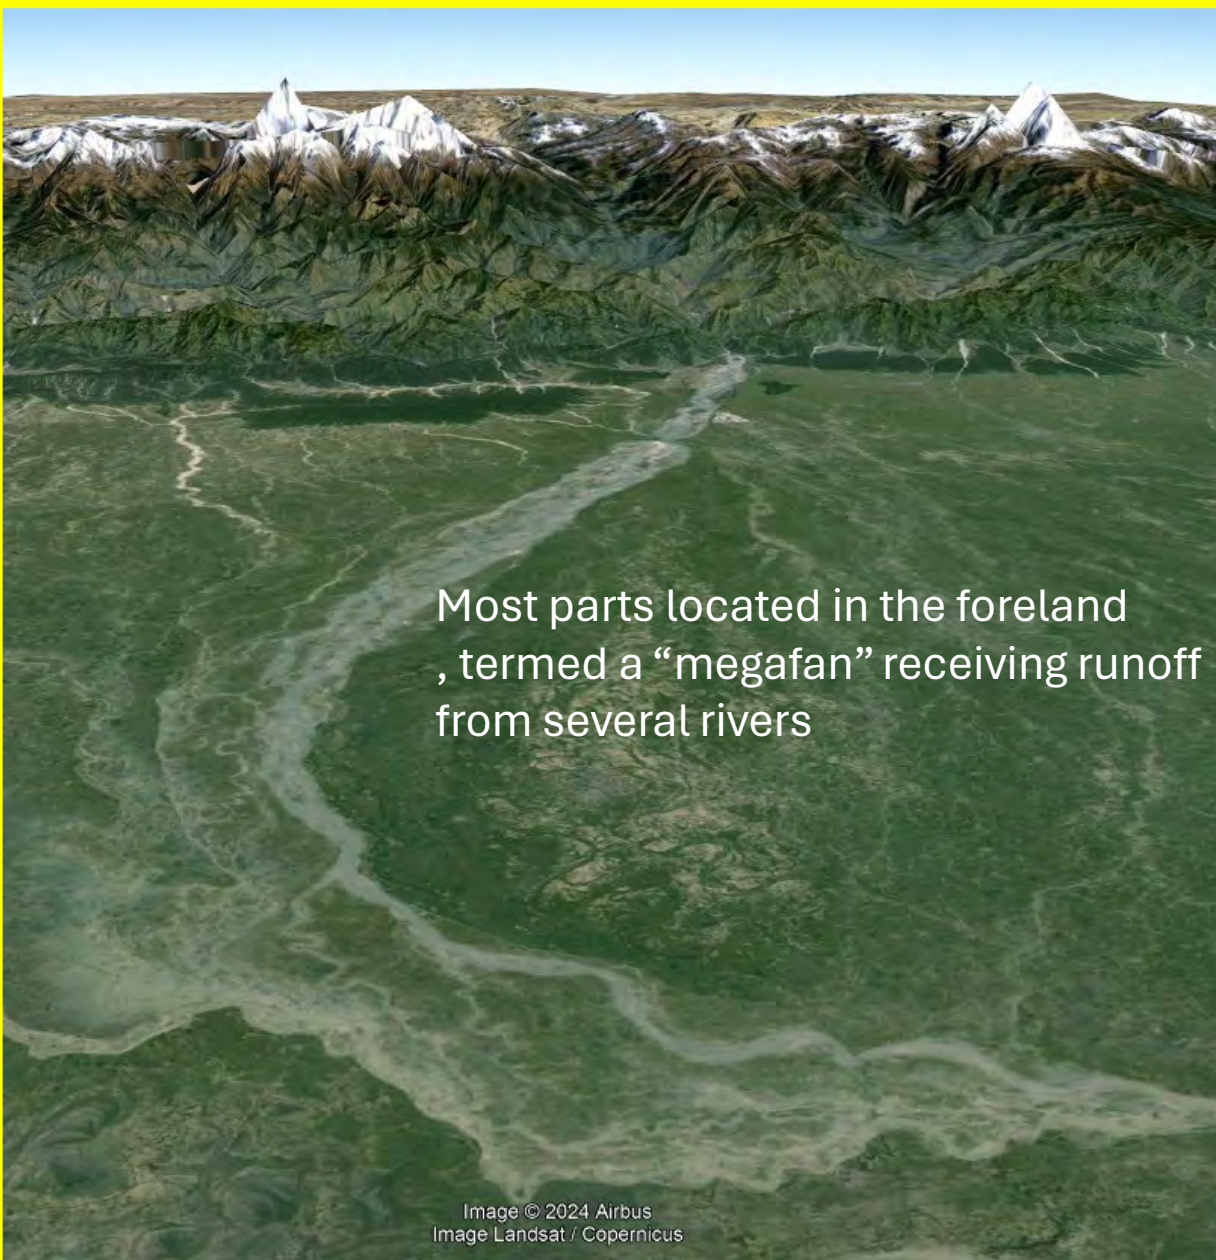 Most parts located in the foreland
, termed a “megafan” receiving runoff
from several rivers
Image © 2024 Airbus
Image Landsat / Copernicus